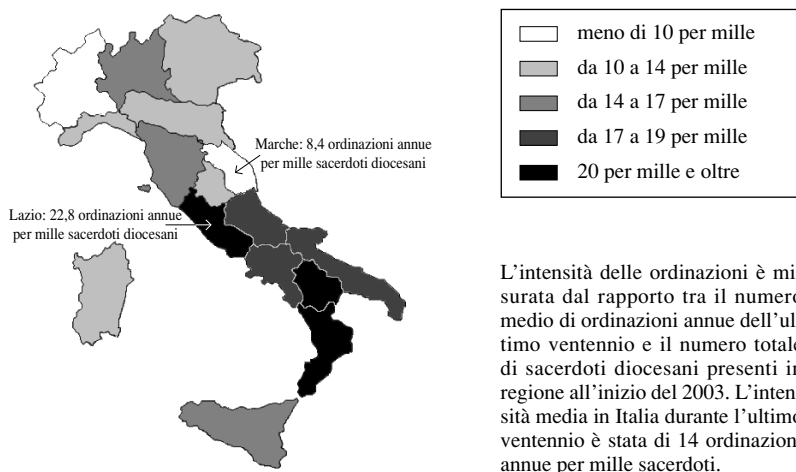 meno di 10 per mille
da 10 a 14 per mille
da 14 a 17 per mille
da 17 a 19 per mille
20 per mille e oltre
Marche: 8,4 ordinazioni annue
per mille sacerdoti diocesani
Lazio: 22,8 ordinazioni annue
per mille sacerdoti diocesani
L'intensità delle ordinazioni è mi
surata dal rapporto tra il numero
medio di ordinazioni annue dell'ul
timo ventennio e il numero totale
di sacerdoti diocesani presenti in
regione all'inizio del 2003. L'inten
sità media in Italia durante l'ultimo
ventennio è stata di 14 ordinazion
annue per mille sacerdoti.